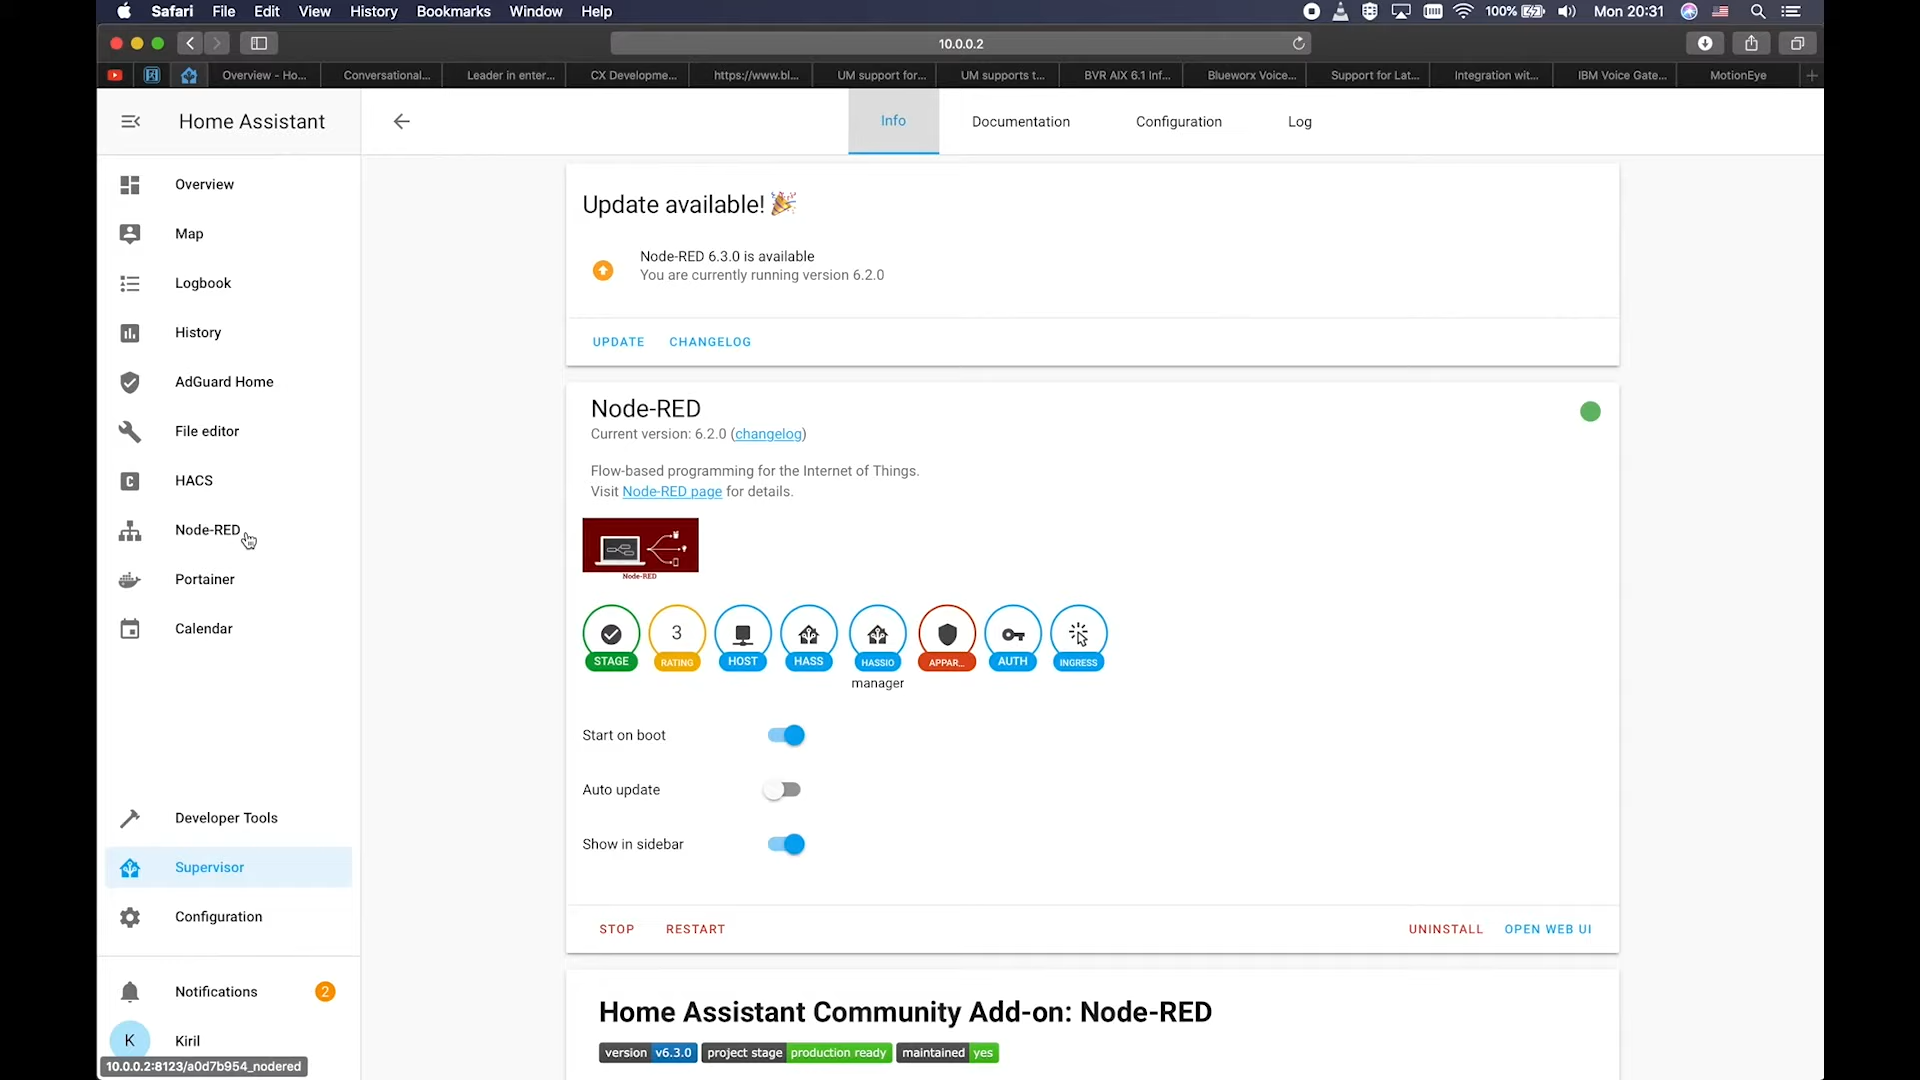 Safari File Edit View History Bookmarks Window Help
100% Mon 20:31
10.0.0.2
Overview - Ho...
Conversational...
Leader in enter...
CX Developme...
https://www.bl...
UM support for...
UM supports t...
BVR AIX 6.1 Inf...
Blueworx Voice...
Support for Lat...
Integration wit...
IBM Voice Gate...
MotionEye
Home Assistant
Info
Documentation
Configuration
Log
Overview
Map
Logbook
History
AdGuard Home
File editor
HACS
Node-RED
Portainer
Calendar
Developer Tools
Supervisor
Configuration
Notifications 2
K Kiril
10.0.0.2:8123/a0d7b954_nodered
Update available!
Node-RED 6.3.0 is available
You are currently running version 6.2.0
UPDATE CHANGELOG
Node-RED
Current version: 6.2.0 (changelog)
Flow-based programming for the Internet of Things.
Visit Node-RED page for details.
Node-RED
3
STAGE RATING HOST HASS HASSIO APPAR... AUTH INGRESS
manager
Start on boot
Auto update
Show in sidebar
STOP RESTART UNINSTALL OPEN WEB UI
Home Assistant Community Add-on: Node-RED
version v6.3.0 project stage production ready maintained yes